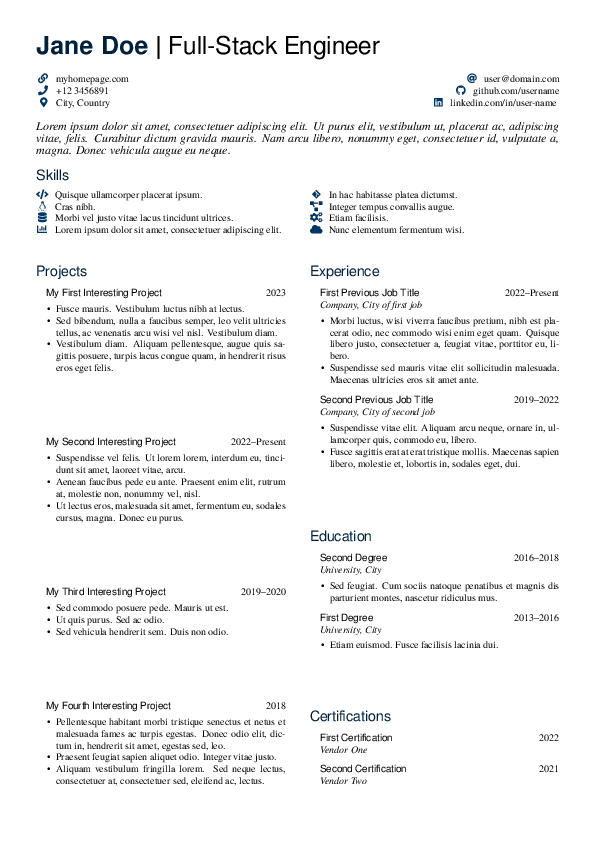 Jane Doe | Full-Stack Engineer
myhomepage.com
+12 3456891
City, Country
user@domain.com
github.com/username
linkedin.com/in/user-name
Lorem ipsum dolor sit amet, consectetuer adipiscing elit. Ut purus elit, vestibulum ut, placerat ac, adipiscing
vitae, felis. Curabitur dictum gravida mauris. Nam arcu libero, nonummy eget, consectetuer id, vulputate a,
magna. Donec vehicula augue eu neque.
Skills
Quisque ullamcorper placerat ipsum.
Cras nibh.
Morbi vel justo vitae lacus tincidunt ultrices.
Lorem ipsum dolor sit amet, consectetuer adipiscing elit.
In hac habitasse platea dictumst.
Integer tempus convallis augue.
Etiam facilisis.
Nunc elementum fermentum wisi.
Projects
My First Interesting Project 2023
• Fusce mauris. Vestibulum luctus nibh at lectus.
• Sed bibendum, nulla a faucibus semper, leo velit ultricies
tellus, ac venenatis arcu wisi vel nisl. Vestibulum diam.
• Vestibulum diam. Aliquam pellentesque, augue quis sa-
gittis posuere, turpis lacus congue quam, in hendrerit risus
eros eget felis.
My Second Interesting Project 2022–Present
• Suspendisse vel felis. Ut lorem lorem, interdum eu, tinci-
dunt sit amet, laoreet vitae, arcu.
• Aenean faucibus pede eu ante. Praesent enim elit, rutrum
at, molestie non, nonummy vel, nisl.
• Ut lectus eros, malesuada sit amet, fermentum eu, sodales
cursus, magna. Donec eu purus.
My Third Interesting Project 2019–2020
• Sed commodo posuere pede. Mauris ut est.
• Ut quis purus. Sed ac odio.
• Sed vehicula hendrerit sem. Duis non odio.
My Fourth Interesting Project 2018
• Pellentesque habitant morbi tristique senectus et netus et
malesuada fames ac turpis egestas. Donec odio elit, dic-
tum in, hendrerit sit amet, egestas sed, leo.
• Praesent feugiat sapien aliquet odio. Integer vitae justo.
• Aliquam vestibulum fringilla lorem. Sed neque lectus,
consectetuer at, consectetuer sed, eleifend ac, lectus.
Experience
First Previous Job Title 2022–Present
Company, City of first job
• Morbi luctus, wisi viverra faucibus pretium, nibh est pla-
cerat odio, nec commodo wisi enim eget quam. Quisque
libero justo, consectetuer a, feugiat vitae, porttitor eu, li-
bero.
• Suspendisse sed mauris vitae elit sollicitudin malesuada.
Maecenas ultricies eros sit amet ante.
Second Previous Job Title 2019–2022
Company, City of second job
• Suspendisse vitae elit. Aliquam arcu neque, ornare in, ul-
lamcorper quis, commodo eu, libero.
• Fusce sagittis erat at erat tristique mollis. Maecenas sapien
libero, molestie et, lobortis in, sodales eget, dui.
Education
Second Degree 2016–2018
University, City
• Sed feugiat. Cum sociis natoque penatibus et magnis dis
parturient montes, nascetur ridiculus mus.
First Degree 2013–2016
University, City
• Etiam euismod. Fusce facilisis lacinia dui.
Certifications
First Certification 2022
Vendor One
Second Certification 2021
Vendor Two